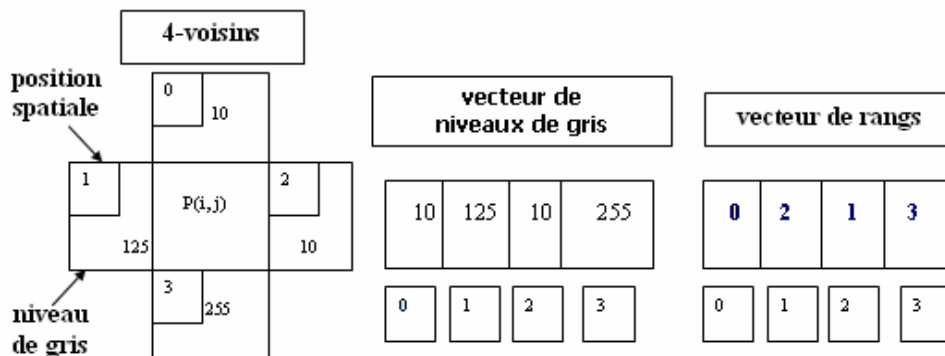 4-voisins
position
spatiale
0
10
1
P(i,j)
2
125
10
3
255
niveau
de gris
vecteur de
niveaux de gris
10 125 10 255
0 1 2 3
vecteur de rangs
0 2 1 3
0 1 2 3